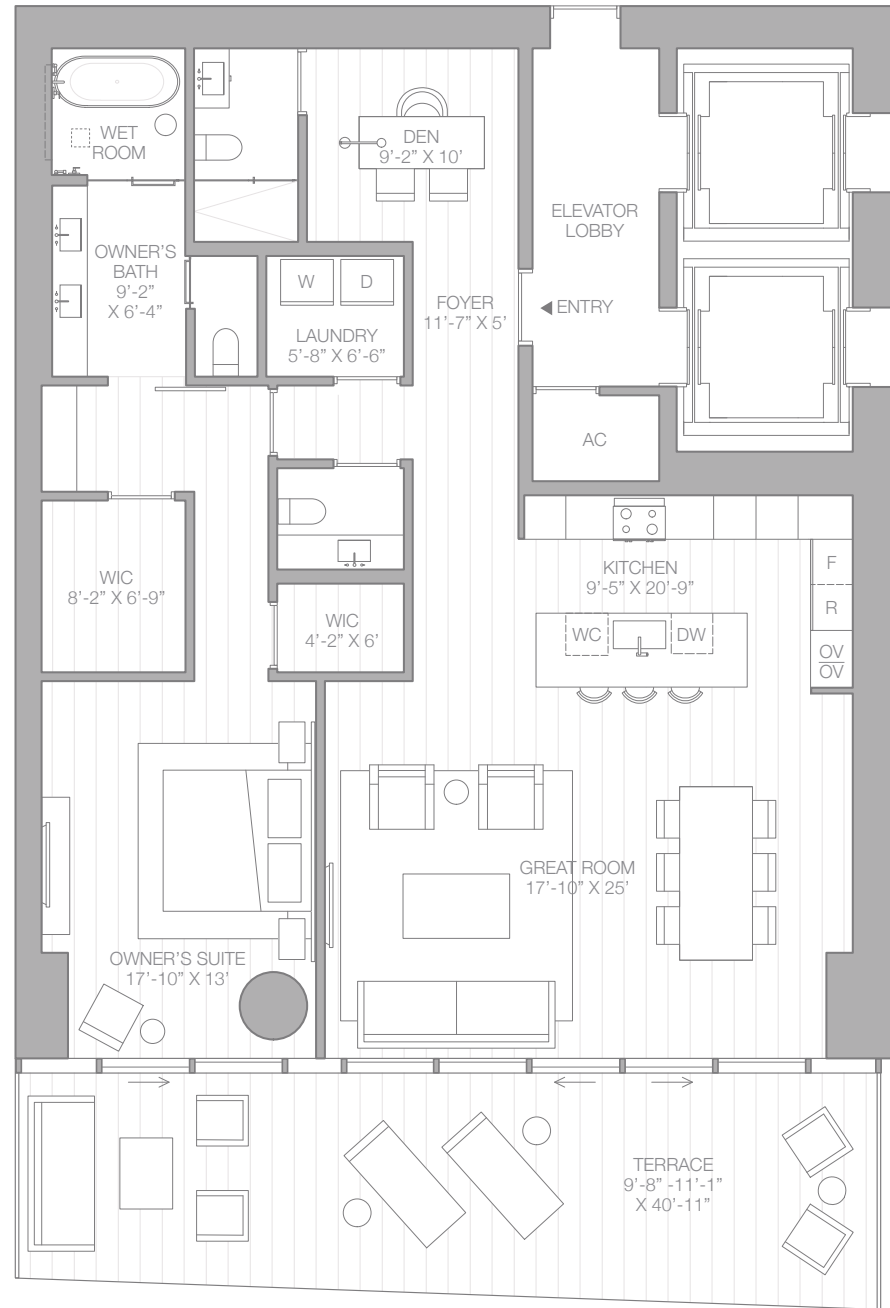 WET
ROOM
DEN
9’-2” X 10’
ELEVATOR
LOBBY
OWNER’S
BATH
9’-2”
X 6’-4”
W
D
LAUNDRY
5’-8” X 6’-6”
FOYER
11’-7” X 5’
ENTRY
AC
WIC
8’-2” X 6’-9”
WIC
4’-2” X 6’
KITCHEN
9’-5” X 20’-9”
F
R
OV
OV
WC
DW
GREAT ROOM
17’-10” X 25’
OWNER’S SUITE
17’-10” X 13’
TERRACE
9’-8” -11’-1”
X 40’-11”